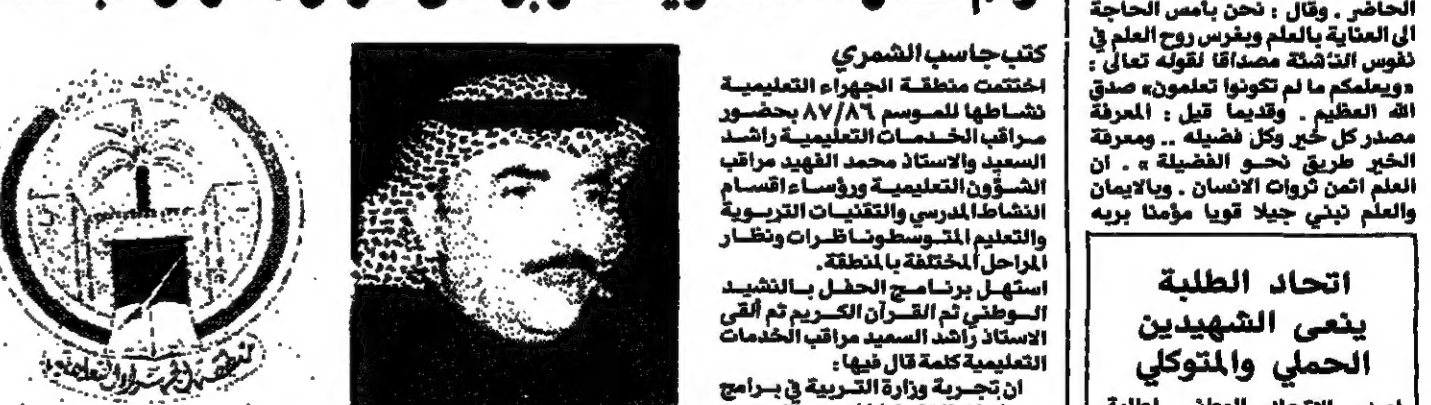 كتب جاسب الشمري
اختتمت منطقة الجهراء التعليمية
نشاطها للموسم ٨٧/٨٦ بحضور
مراقب الخدمات التعليمية راشد
السعيد والاستاذ محمد الفهيد مراقب
الشؤون التعليمية ورؤساء اقسام
النشاط المدرسي والتقنيات التربوية
والتعليم المتوسط وناظرات ونظار
المراحل المختلفة بالمنطقة.
استهل برنامج الحفل بالنشيد
الوطني ثم القرآن الكريم ثم ألقى
الاستاذ راشد السعيد مراقب الخدمات
التعليمية كلمة قال فيها:
ان تجربة وزارة التربية في برامج
الحاضر . وقال : نحن بأمس الحاجة
الى العناية بالعلم وبغرس روح العلم في
نفوس الناشئة مصداقا لقوله تعالى :
«ويعلمكم ما لم تكونوا تعلمون» صدق
الله العظيم . وقديما قيل : المعرفة
مصدر كل خير وكل فضيله .. ومعرفة
الخير طريق نحو الفضيلة » . ان
العلم اثمن ثروات الانسان . وبالايمان
والعلم نبني جيلا قويا مؤمنا بربه
اتحاد الطلبة
ينعى الشهيدين
الحملي والمتوكلي